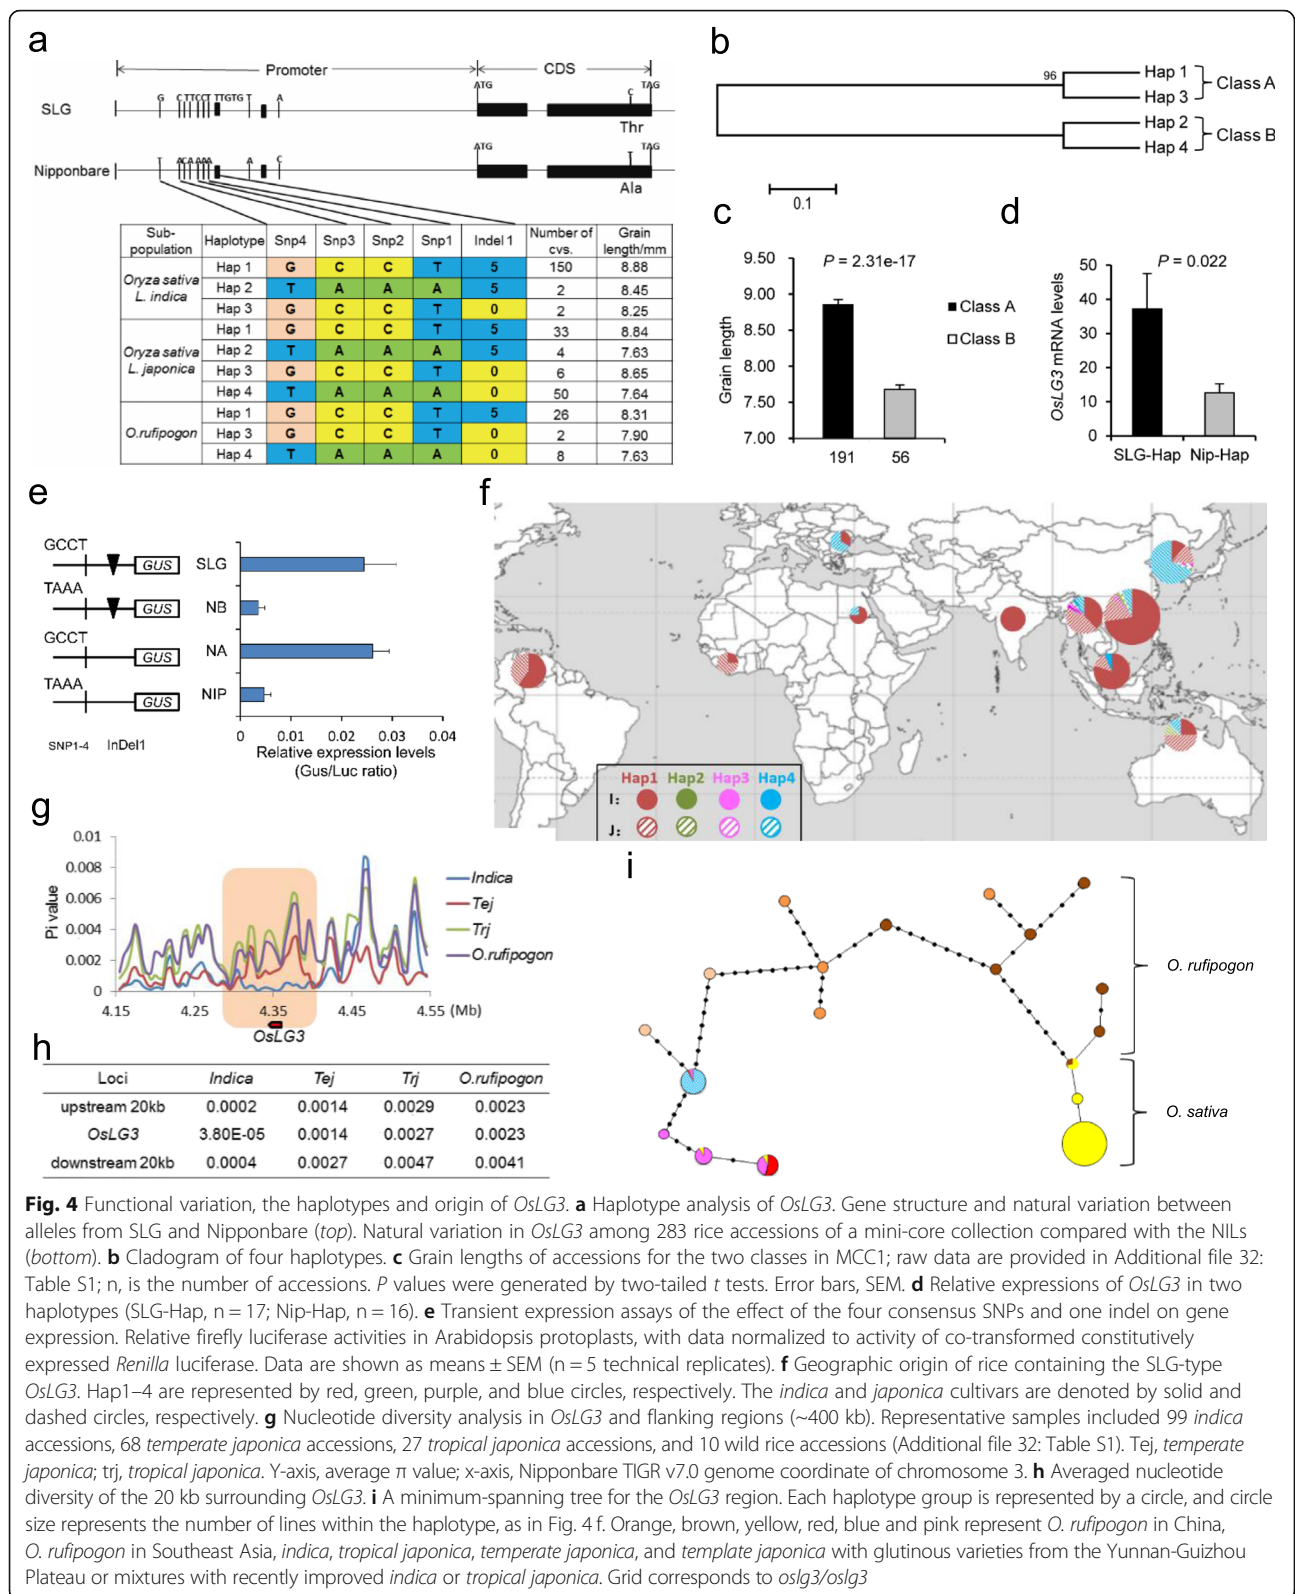 a
Promoter
CDS
G C TTCCT TTGTG T A
ATG
C
TAG
SLG
Thr
T ACA AAAA A C
ATG
T
TAG
Nipponbare
Ala
Sub-population Haplotype Snp4 Snp3 Snp2 Snp1 Indel 1 Number of cvs. Grain length/mm
Oryza sativa L. indica
Hap 1 G C C T 5 150 8.88
Hap 2 T A A A 5 2 8.45
Hap 3 G C C T 0 2 8.25
Oryza sativa L. japonica
Hap 1 G C C T 5 33 8.84
Hap 2 T A A A 5 4 7.63
Hap 3 G C C T 0 6 8.65
Hap 4 T A A A 0 50 7.64
O.rufipogon
Hap 1 G C C T 5 26 8.31
Hap 3 G C C T 0 2 7.90
Hap 4 T A A A 0 8 7.63
b
96
Hap 1
Hap 3
Class A
Hap 2
Hap 4
Class B
0.1
c
P = 2.31e-17
Grain length
9.50
9.00
8.50
8.00
7.50
7.00
191 56
Class A
Class B
d
P = 0.022
OsLG3 mRNA levels
50
40
30
20
10
0
SLG-Hap Nip-Hap
e
GCCT
GUS
SLG
TAAA
GUS
NB
GCCT
GUS
NA
TAAA
GUS
NIP
SNP1-4 InDel1
0 0.01 0.02 0.03 0.04
Relative expression levels
(Gus/Luc ratio)
f
Hap1 Hap2 Hap3 Hap4
I:
J:
g
Pi value
0.01
0.008
0.006
0.004
0.002
0
4.15 4.25 4.35 4.45 4.55 (Mb)
OsLG3
Indica
Tej
Trj
O.rufipogon
h
Loci Indica Tej Trj O.rufipogon
upstream 20kb 0.0002 0.0014 0.0029 0.0023
OsLG3 3.80E-05 0.0014 0.0027 0.0023
downstream 20kb 0.0004 0.0027 0.0047 0.0041
i
O. rufipogon
O. sativa
Fig. 4 Functional variation, the haplotypes and origin of OsLG3. a Haplotype analysis of OsLG3. Gene structure and natural variation between
alleles from SLG and Nipponbare (top). Natural variation in OsLG3 among 283 rice accessions of a mini-core collection compared with the NILs
(bottom). b Cladogram of four haplotypes. c Grain lengths of accessions for the two classes in MCC1; raw data are provided in Additional file 32:
Table S1; n, is the number of accessions. P values were generated by two-tailed t tests. Error bars, SEM. d Relative expressions of OsLG3 in two
haplotypes (SLG-Hap, n = 17; Nip-Hap, n = 16). e Transient expression assays of the effect of the four consensus SNPs and one indel on gene
expression. Relative firefly luciferase activities in Arabidopsis protoplasts, with data normalized to activity of co-transformed constitutively
expressed Renilla luciferase. Data are shown as means ± SEM (n = 5 technical replicates). f Geographic origin of rice containing the SLG-type
OsLG3. Hap1–4 are represented by red, green, purple, and blue circles, respectively. The indica and japonica cultivars are denoted by solid and
dashed circles, respectively. g Nucleotide diversity analysis in OsLG3 and flanking regions (~400 kb). Representative samples included 99 indica
accessions, 68 temperate japonica accessions, 27 tropical japonica accessions, and 10 wild rice accessions (Additional file 32: Table S1). Tej, temperate
japonica; trj, tropical japonica. Y-axis, average π value; x-axis, Nipponbare TIGR v7.0 genome coordinate of chromosome 3. h Averaged nucleotide
diversity of the 20 kb surrounding OsLG3. i A minimum-spanning tree for the OsLG3 region. Each haplotype group is represented by a circle, and circle
size represents the number of lines within the haplotype, as in Fig. 4 f. Orange, brown, yellow, red, blue and pink represent O. rufipogon in China,
O. rufipogon in Southeast Asia, indica, tropical japonica, temperate japonica, and template japonica with glutinous varieties from the Yunnan-Guizhou
Plateau or mixtures with recently improved indica or tropical japonica. Grid corresponds to oslg3/oslg3